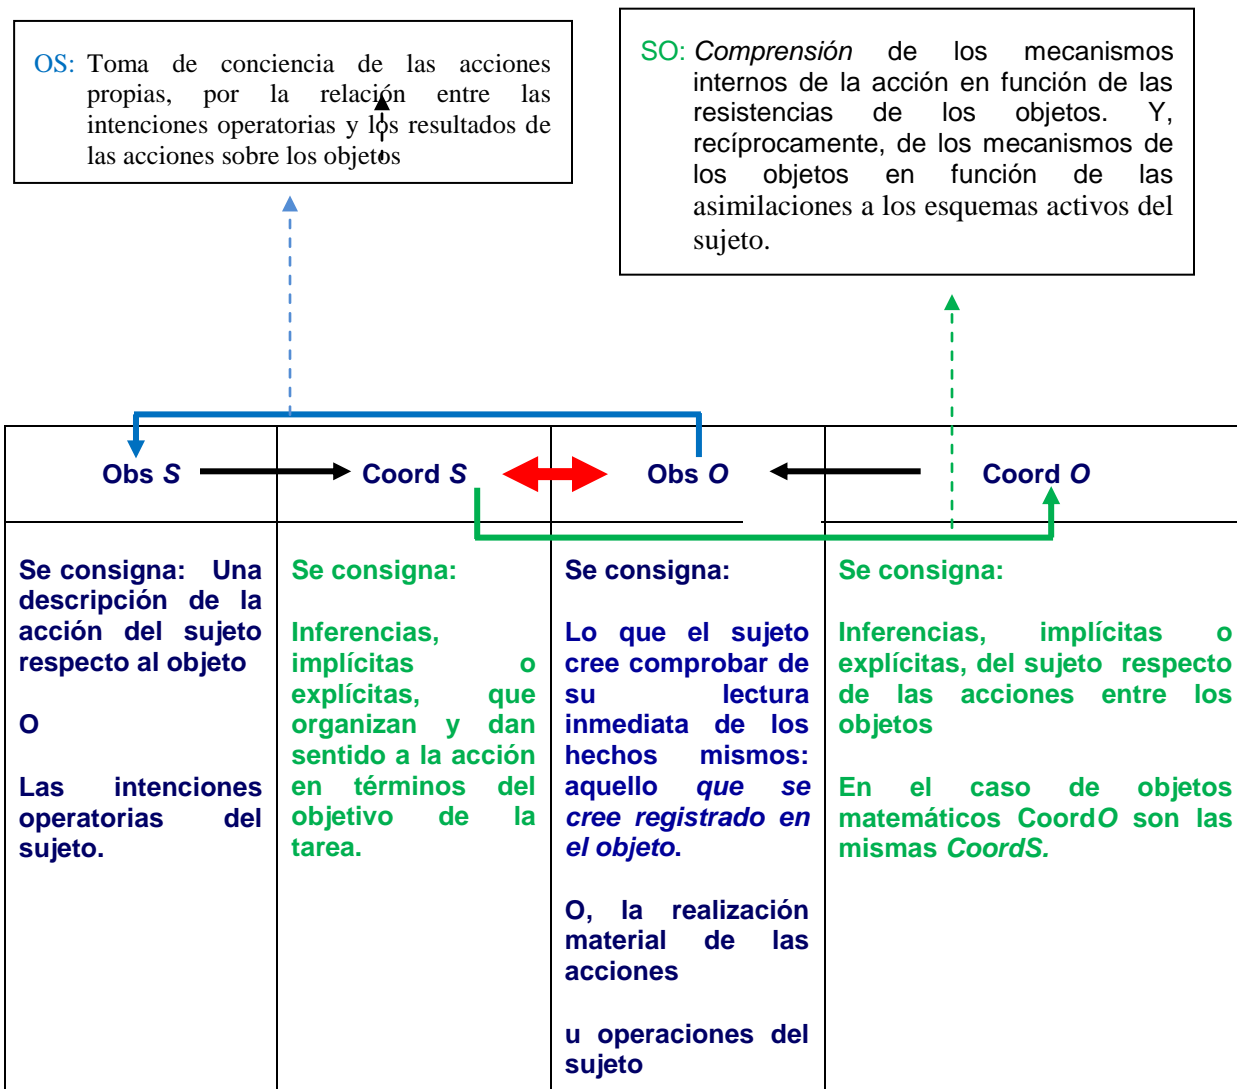 OS: Toma de conciencia de las acciones
propias, por la relación entre las
intenciones operatorias y los resultados de
las acciones sobre los objetos
SO: Comprensión de los mecanismos
internos de la acción en función de las
resistencias de los objetos. Y,
recíprocamente, de los mecanismos de
los objetos en función de las
asimilaciones a los esquemas activos del
sujeto.
Obs S
Coord S
Obs O
Coord O
Se consigna: Una
descripción de la
acción del sujeto
respecto al objeto
O
Las intenciones
operatorias del
sujeto.
Se consigna:
Inferencias,
implícitas o
explícitas, que
organizan y dan
sentido a la acción
en términos del
objetivo de la
tarea.
Se consigna:
Lo que el sujeto
cree comprobar de
su lectura
inmediata de los
hechos mismos:
aquello que se
cree registrado en
el objeto.
O, la realización
material de las
acciones
u operaciones del
sujeto
Se consigna:
Inferencias, implícitas o
explícitas, del sujeto respecto
de las acciones entre los
objetos
En el caso de objetos
matemáticos CoordO son las
mismas CoordS.